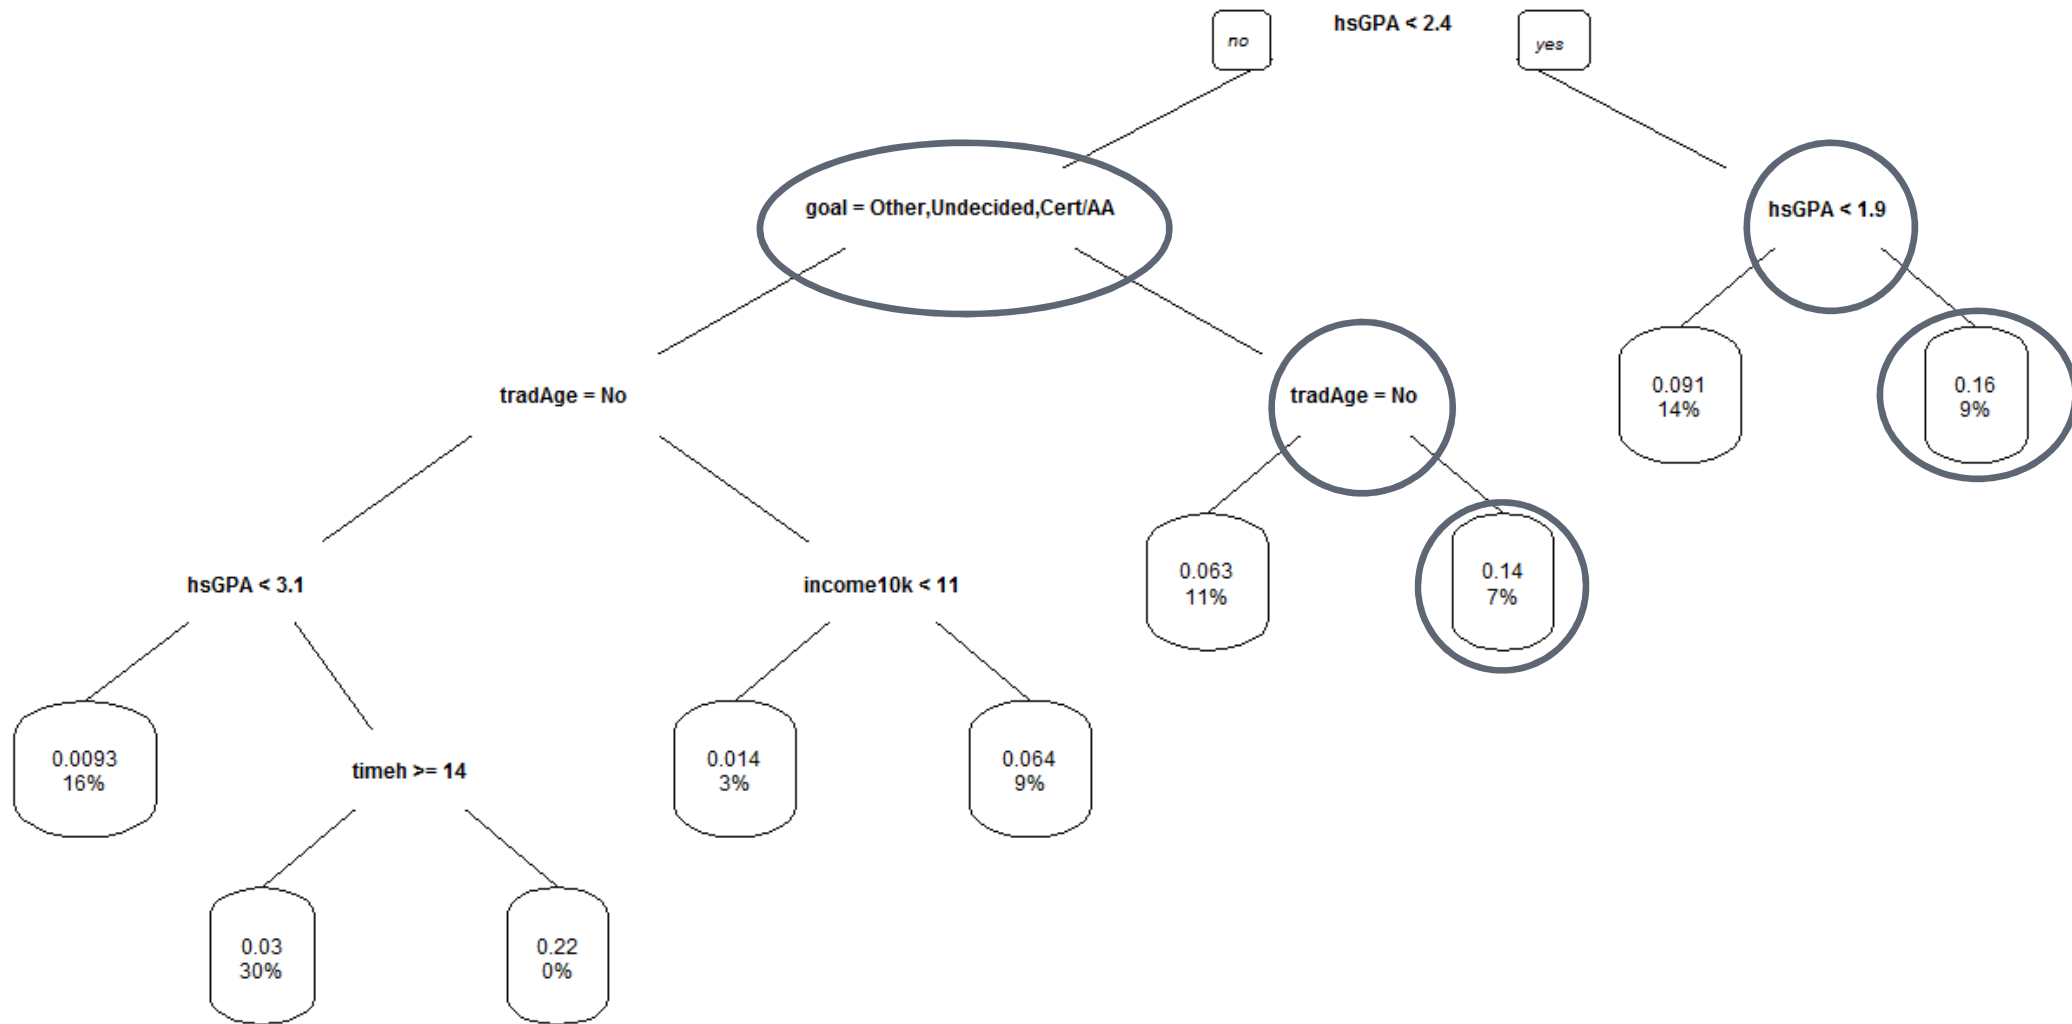 no
hsGPA < 2.4
yes
goal = Other,Undecided,Cert/AA
hsGPA < 1.9
tradAge = No
tradAge = No
0.091
14%
0.16
9%
hsGPA < 3.1
income10k < 11
0.063
11%
0.14
7%
0.0093
16%
timeh >= 14
0.014
3%
0.064
9%
0.03
30%
0.22
0%